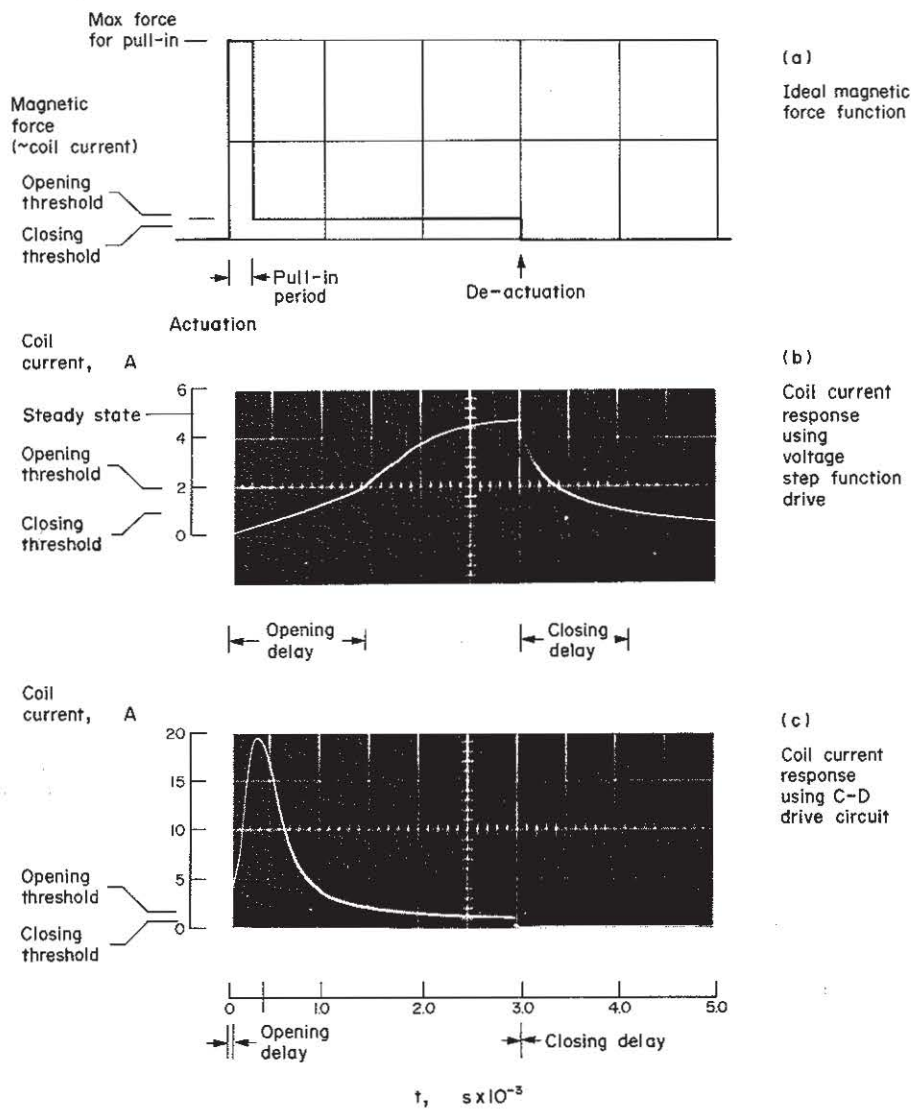 Max force
for pull-in
(a)
Ideal magnetic
force function
Magnetic
force
(~coil current)
Opening
threshold
Closing
threshold
Pull-in
period
De-actuation
Actuation
Coil
current, A
(b)
Coil current
response
using
voltage
step function
drive
6
Steady state
4
Opening
threshold
2
Closing
threshold
0
Opening
delay
Closing
delay
Coil
current, A
(c)
Coil current
response
using C-D
drive circuit
20
15
10
Opening
threshold
5
Closing
threshold
0
0 1.0 2.0 3.0 4.0 5.0
Opening
delay
Closing delay
t, s x10⁻³